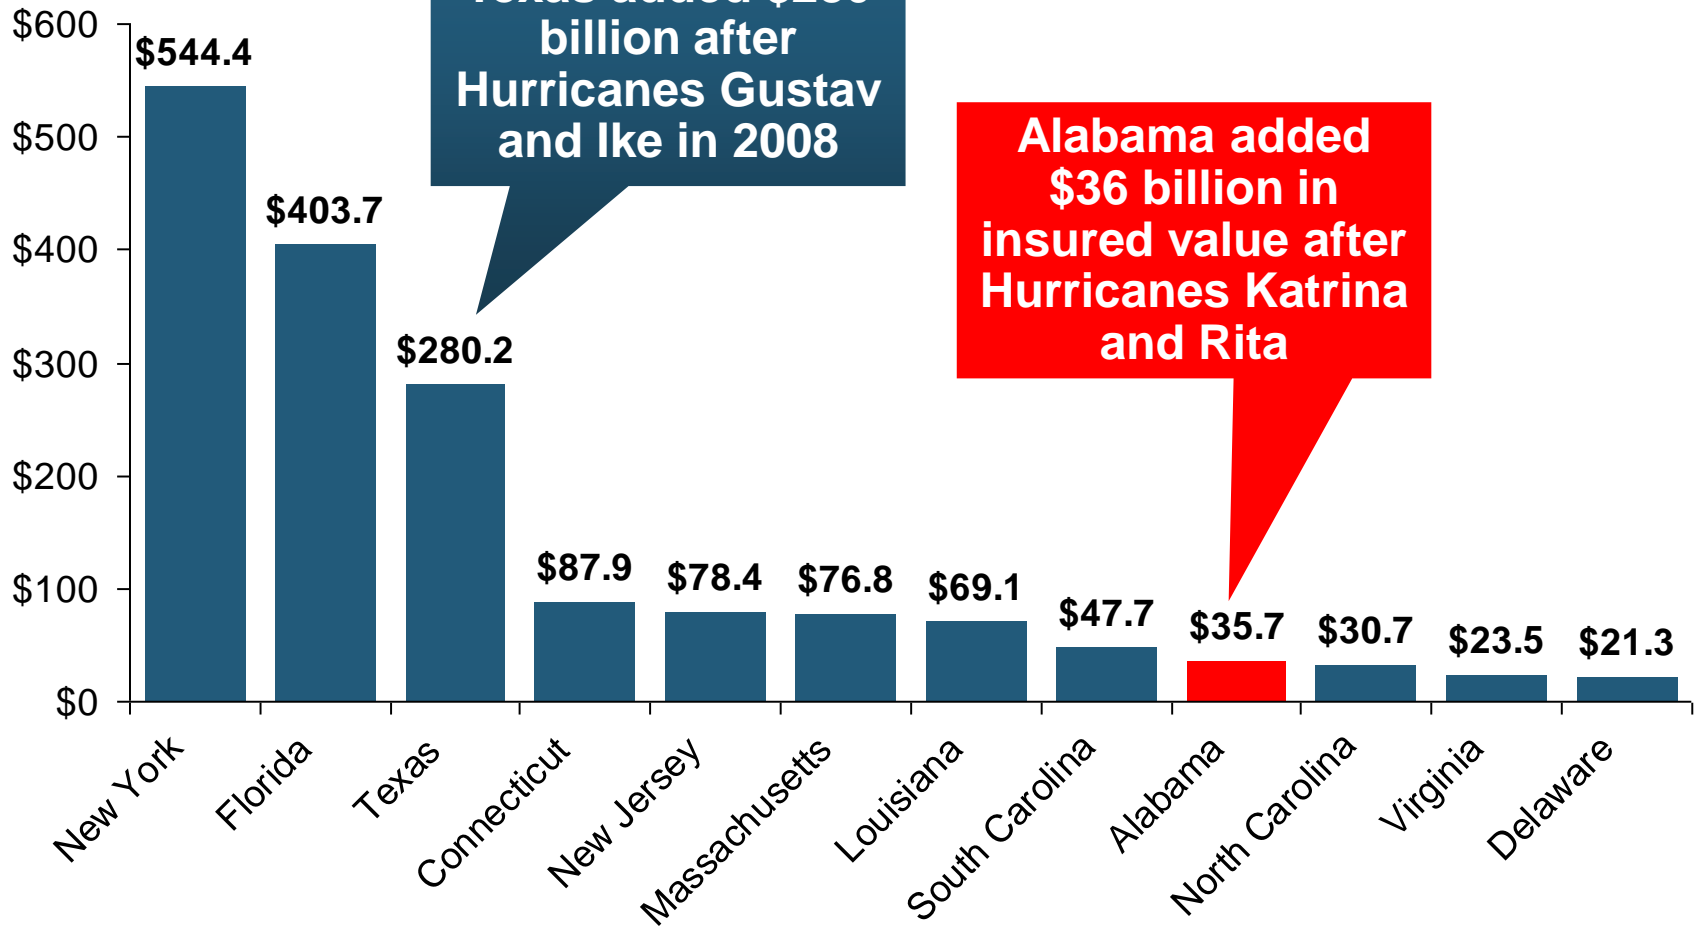 billion after
Hurricanes Gustav
and Ike in 2008
Alabama added
$36 billion in
insured value after
Hurricanes Katrina
and Rita
$600
$500
$400
$300
$200
$100
$0
$544.4
$403.7
$280.2
$87.9
$78.4
$76.8
$69.1
$47.7
$35.7
$30.7
$23.5
$21.3
New York
Florida
Texas
Connecticut
New Jersey
Massachusetts
Louisiana
South Carolina
Alabama
North Carolina
Virginia
Delaware